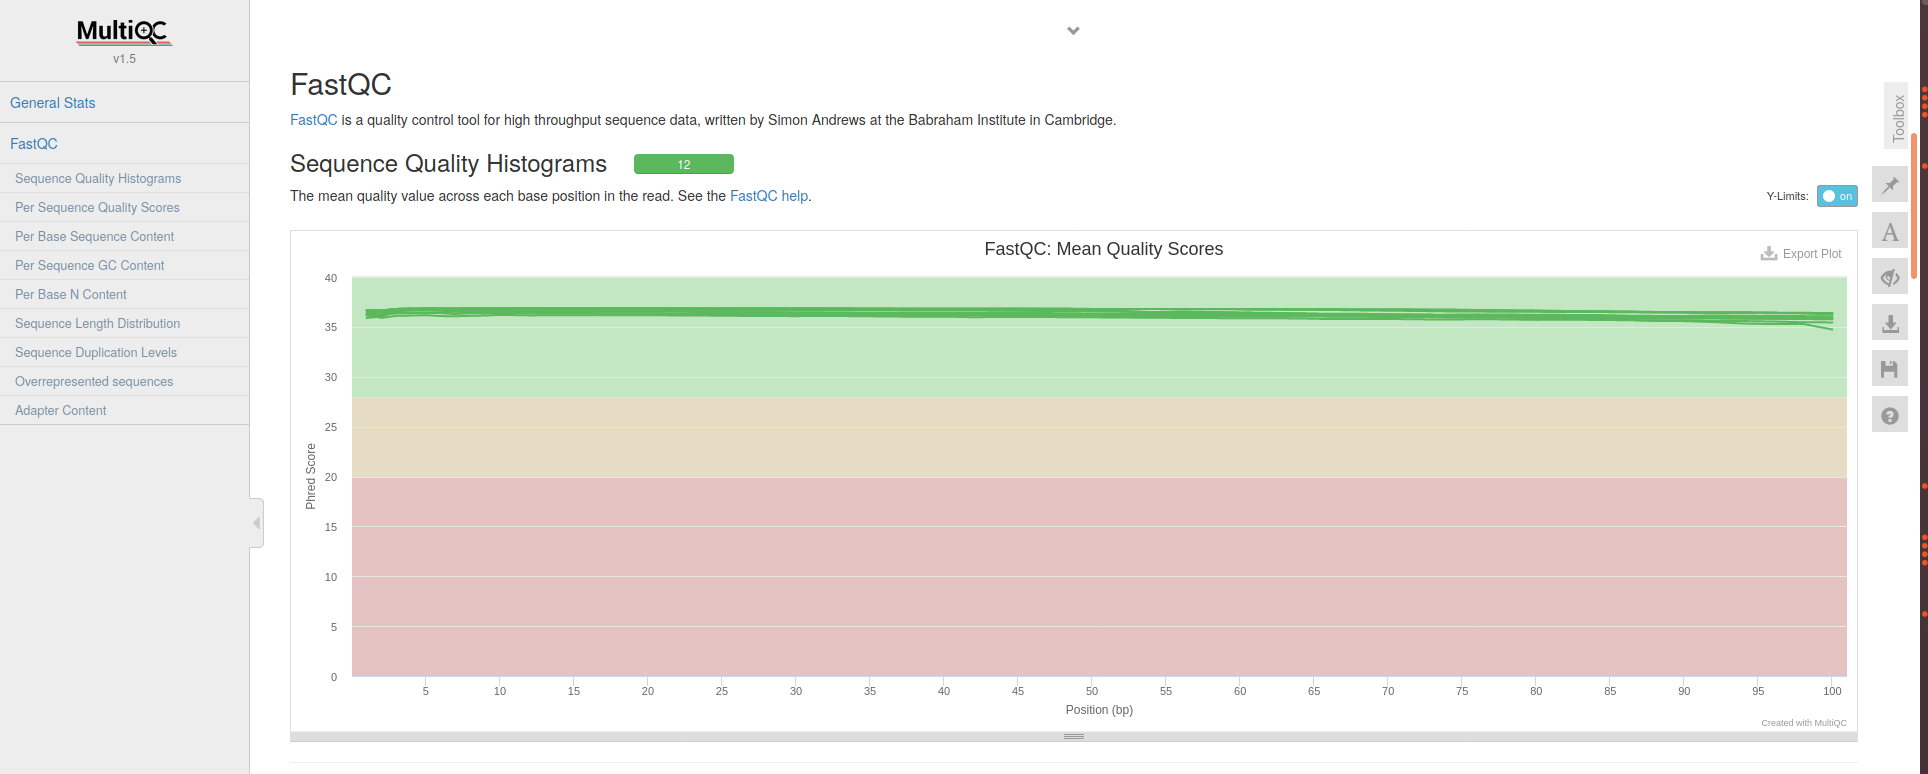 MultiQC
v1.5
General Stats
FastQC
Sequence Quality Histograms
Per Sequence Quality Scores
Per Base Sequence Content
Per Sequence GC Content
Per Base N Content
Sequence Length Distribution
Sequence Duplication Levels
Overrepresented sequences
Adapter Content
FastQC
FastQC is a quality control tool for high throughput sequence data, written by Simon Andrews at the Babraham Institute in Cambridge.
Sequence Quality Histograms 12
The mean quality value across each base position in the read. See the FastQC help.
Y-Limits: on
FastQC: Mean Quality Scores
Export Plot
Phred Score
40
35
30
25
20
15
10
5
0
5 10 15 20 25 30 35 40 45 50 55 60 65 70 75 80 85 90 95 100
Position (bp)
Created with MultiQC
Toolbox
A
?